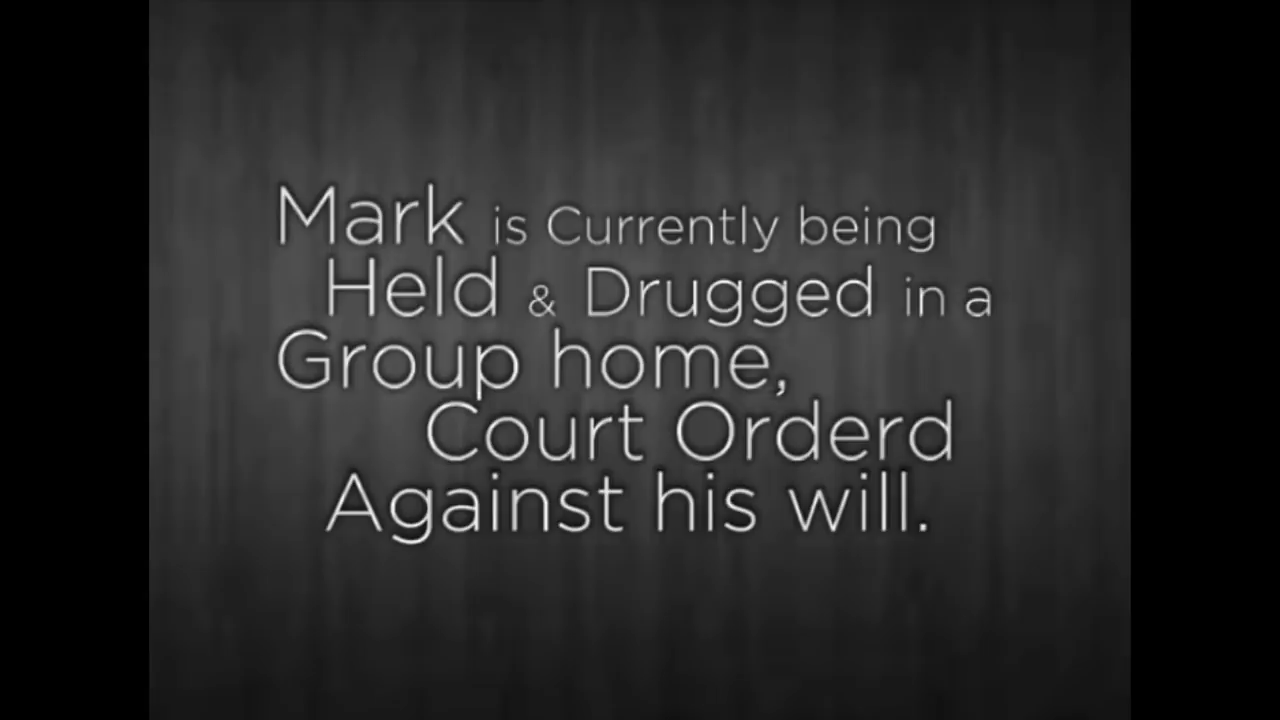 Mark is Currently being
Held & Drugged in a
Group home,
Court Orderd
Against his will.